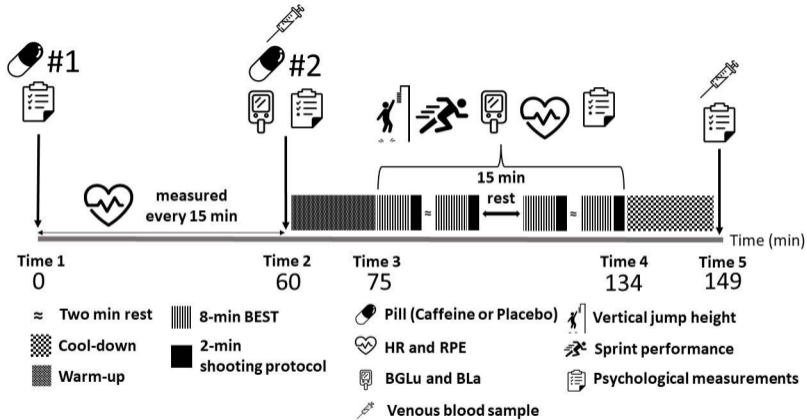 #1
#2
measured
every 15 min
15 min
rest
Time (min)
Time 1
0
Time 2
60
Time 3
75
Time 4
134
Time 5
149
≈ Two min rest
Cool-down
Warm-up
8-min BEST
2-min
shooting protocol
Pill (Caffeine or Placebo)
HR and RPE
BGLu and BLa
Venous blood sample
Vertical jump height
Sprint performance
Psychological measurements